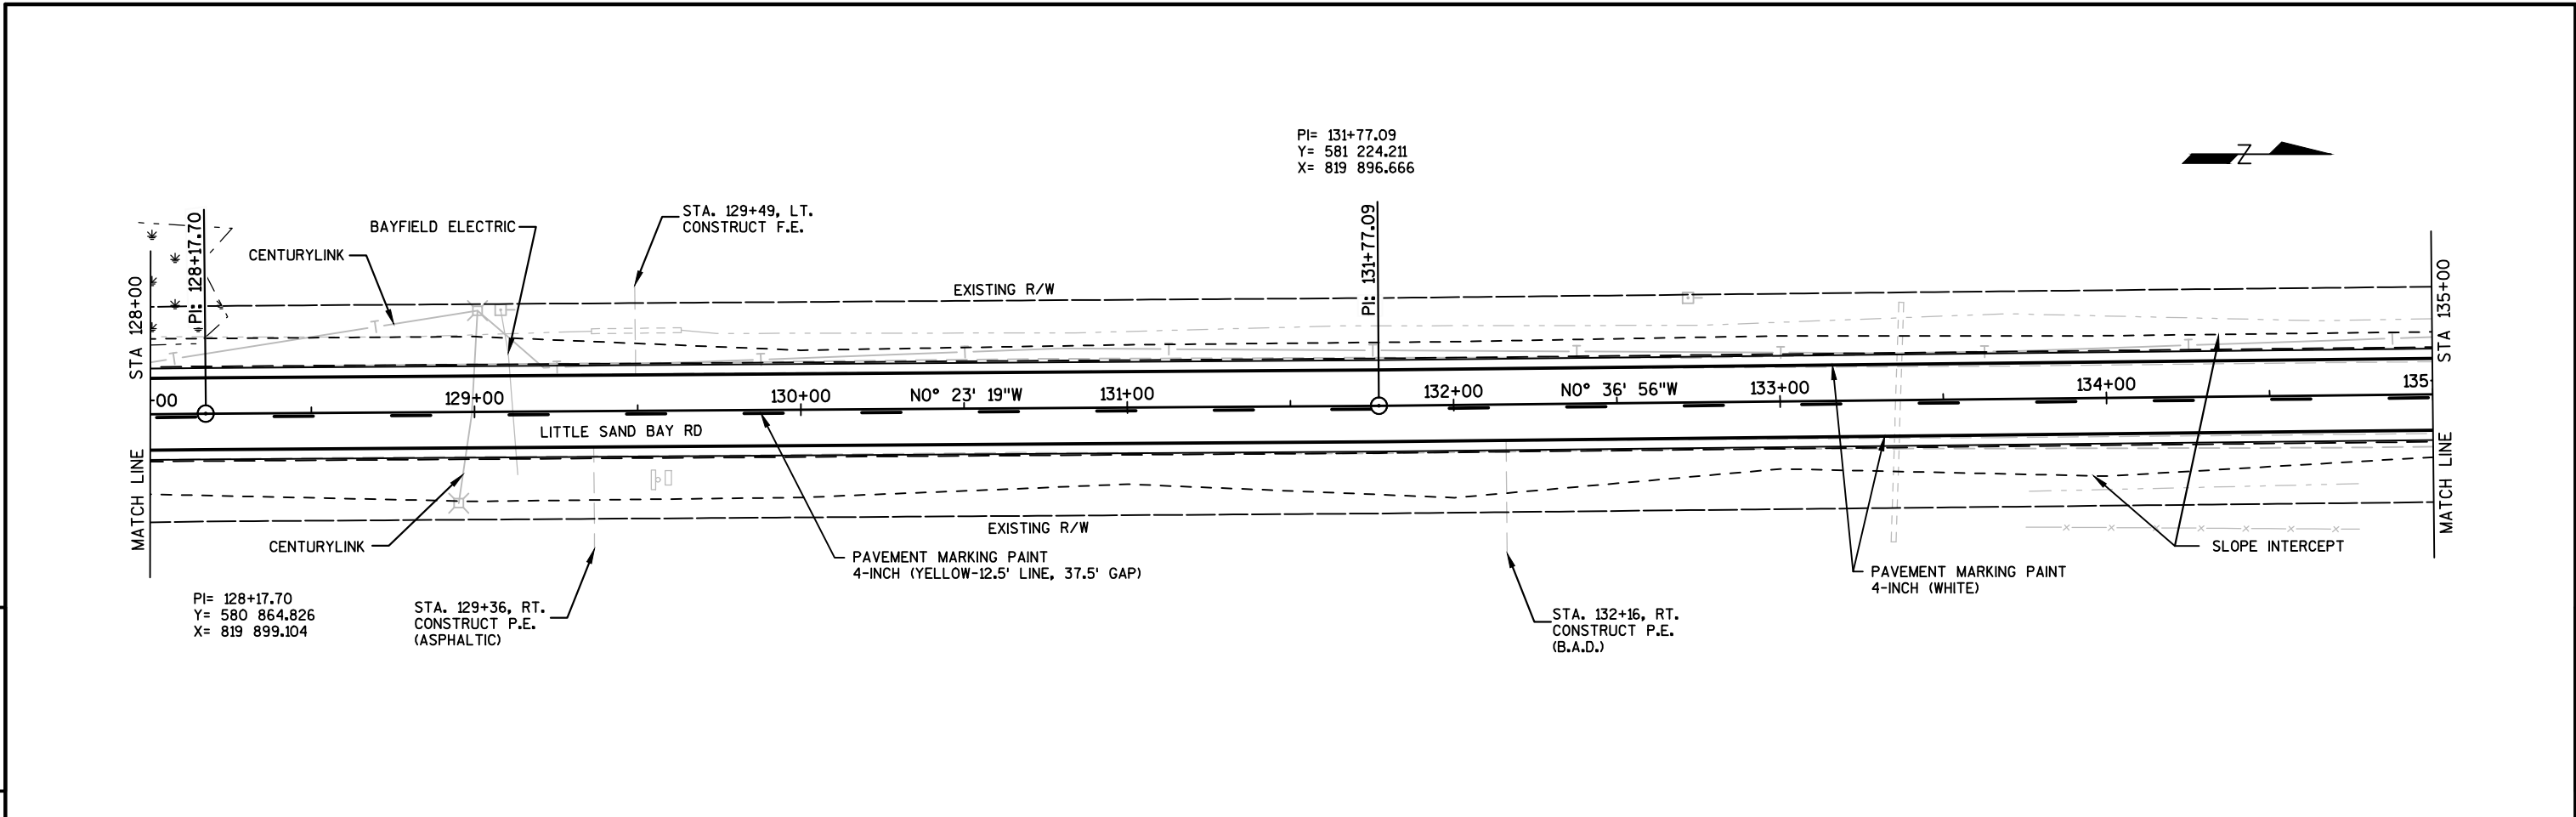 PI= 131+77.09
Y= 581 224.211
X= 819 896.666
Z
STA 128+00
PI: 128+17.70
CENTURYLINK
BAYFIELD ELECTRIC
STA. 129+49, LT.
CONSTRUCT F.E.
EXISTING R/W
PI: 131+77.09
STA 135+00
T T T T T T T T T T T T
00
129+00
130+00
N0° 23' 19"W
131+00
132+00
N0° 36' 56"W
133+00
134+00
135
LITTLE SAND BAY RD
P
MATCH LINE
MATCH LINE
EXISTING R/W
CENTURYLINK
PAVEMENT MARKING PAINT
4-INCH (YELLOW-12.5' LINE, 37.5' GAP)
SLOPE INTERCEPT
PAVEMENT MARKING PAINT
4-INCH (WHITE)
PI= 128+17.70
Y= 580 864.826
X= 819 899.104
STA. 129+36, RT.
CONSTRUCT P.E.
(ASPHALTIC)
STA. 132+16, RT.
CONSTRUCT P.E.
(B.A.D.)